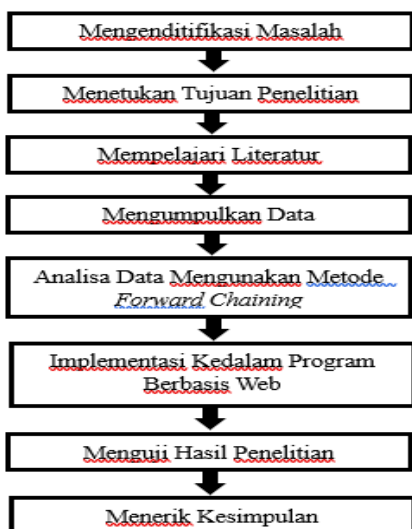 Mengenditifikasi Masalah
Menetukan Tujuan Penelitian
Mempelajari Literatur
Mengumpulkan Data
Analisa Data Mengunakan Metode
Forward Chaining
Implementasi Kedalam Program
Berbasis Web
Menguji Hasil Penelitian
Menerik Kesimpulan